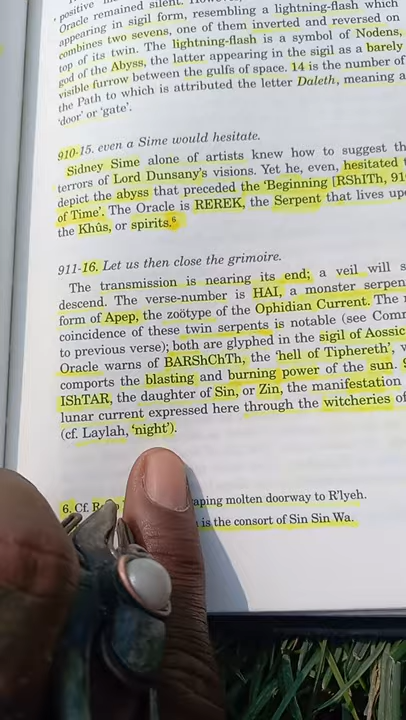 'positive
Oracle remained silent.
appearing in sigil form, resembling a lightning-flash which
combines two sevens, one of them inverted and reversed on
top of its twin. The lightning-flash is a symbol of Nodens,
god of the Abyss, the latter appearing in the sigil as a barely
visible furrow between the gulfs of space. 14 is the number of
the Path to which is attributed the letter Daleth, meaning a
'door' or 'gate'.
910-15. even a Sime would hesitate.
Sidney Sime alone of artists knew how to suggest th
terrors of Lord Dunsany's visions. Yet he, even, hesitated t
depict the abyss that preceded the 'Beginning [RShITh, 91
of Time'. The Oracle is REREK, the Serpent that lives upo
the Khûs, or spirits.6
911-16. Let us then close the grimoire.
The transmission is nearing its end; a veil will s
descend. The verse-number is HAI, a monster serpen
form of Apep, the zoötype of the Ophidian Current. The n
coincidence of these twin serpents is notable (see Comm
to previous verse); both are glyphed in the sigil of Aossic
Oracle warns of BARShChTh, the 'hell of Tiphereth', w
comports the blasting and burning power of the sun. S
IShTAR, the daughter of Sin, or Zin, the manifestation
lunar current expressed here through the witcheries of
(cf. Laylah, 'night').
6. Cf. aping molten doorway to R'lyeh.
is the consort of Sin Sin Wa.